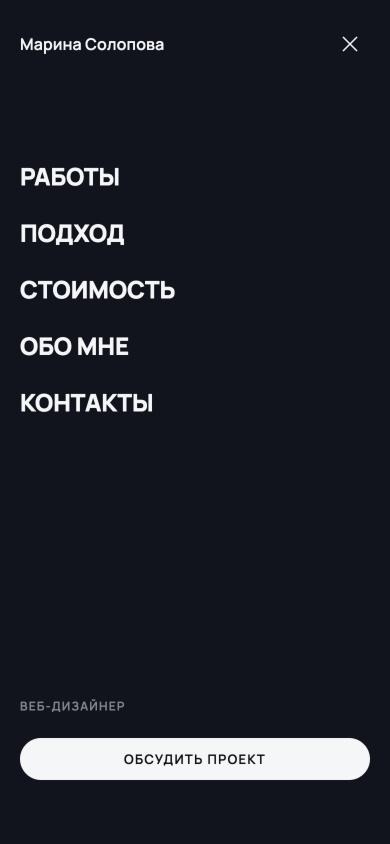 Марина Солопова
РАБОТЫ
ПОДХОД
СТОИМОСТЬ
ОБО МНЕ
КОНТАКТЫ
ВЕБ-ДИЗАЙНЕР
ОБСУДИТЬ ПРОЕКТ